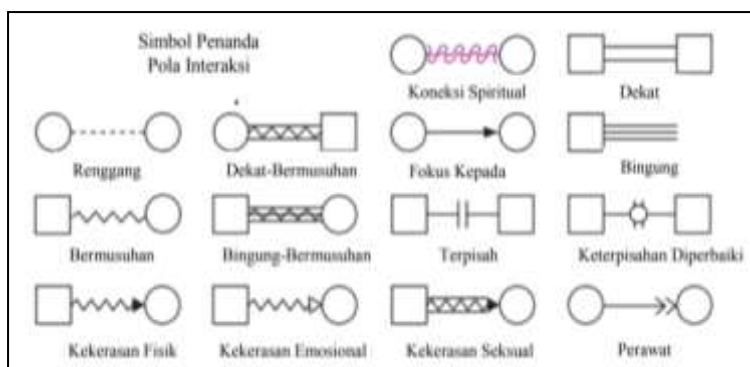 Simbol Penanda
Pola Interaksi
Koneksi Spiritual
Dekat
Renggang
Dekat-Bermusuhan
Fokus Kepada
Bingung
Bermusuhan
Bingung-Bermusuhan
Terpisah
Keterpisahan Diperbaiki
Kekerasan Fisik
Kekerasan Emosional
Kekerasan Seksual
Perawat